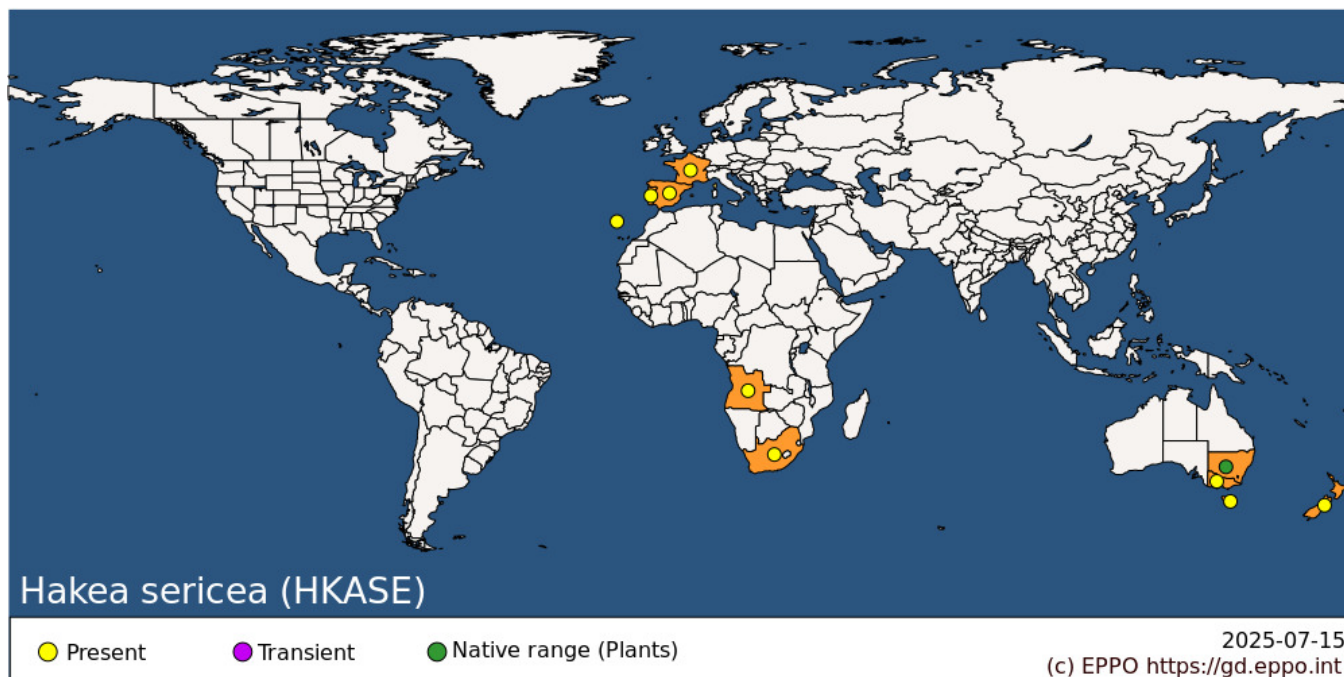 Hakea sericea (HKASE)
Present
Transient
Native range (Plants)
2025-07-15
(c) EPPO https://gd.eppo.int